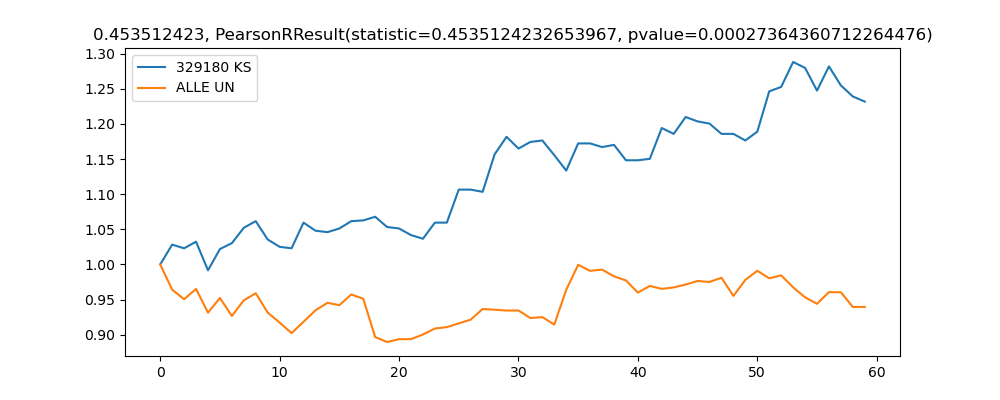 0.453512423, PearsonRResult(statistic=0.4535124232653967, pvalue=0.00027364360712264476)
1.30
1.25
1.20
1.15
1.10
1.05
1.00
0.95
0.90
329180 KS
ALLE UN
0 10 20 30 40 50 60